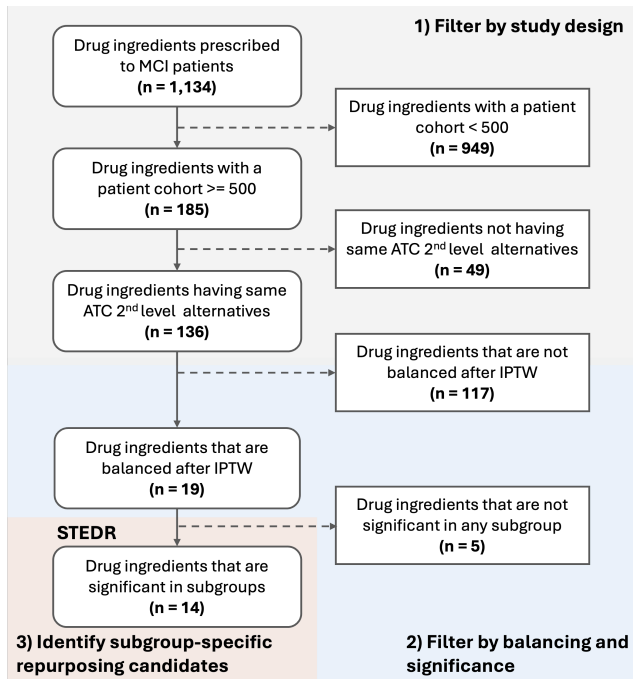 1) Filter by study design
Drug ingredients prescribed
to MCI patients
(n = 1,134)
Drug ingredients with a patient
cohort < 500
(n = 949)
Drug ingredients with a
patient cohort >= 500
(n = 185)
Drug ingredients not having
same ATC 2nd level alternatives
(n = 49)
Drug ingredients having same
ATC 2nd level alternatives
(n = 136)
Drug ingredients that are not
balanced after IPTW
(n = 117)
Drug ingredients that are
balanced after IPTW
(n = 19)
Drug ingredients that are not
significant in any subgroup
(n = 5)
STEDR
Drug ingredients that are
significant in subgroups
(n = 14)
3) Identify subgroup-specific
repurposing candidates
2) Filter by balancing and
significance